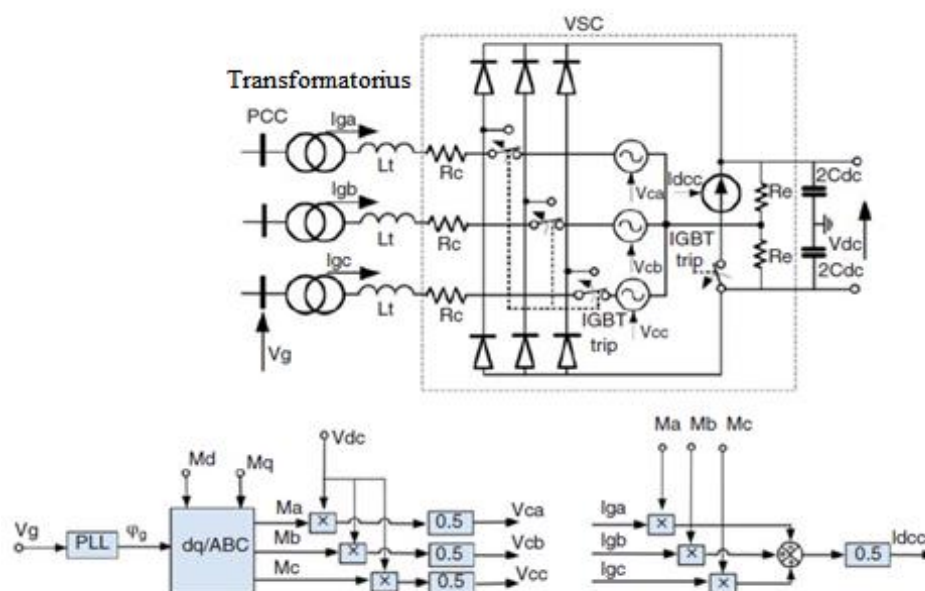 VSC
Transformatorius
PCC
Iga
Lt
Rc
Vca
Idcc
Re
2Cdc
Igb
Lt
Rc
Vcb
IGBT
trip
Re
Vdc
2Cdc
Igc
Lt
Rc
Vcc
IGBT
trip
Vg
Ma Mb Mc
Md
Mq
Vdc
Vg
PLL
φg
dq/ABC
Ma
×
0.5
Vca
Mb
×
0.5
Vcb
Mc
×
0.5
Vcc
Iga
×
Igb
×
Igc
×
0.5
Idcc